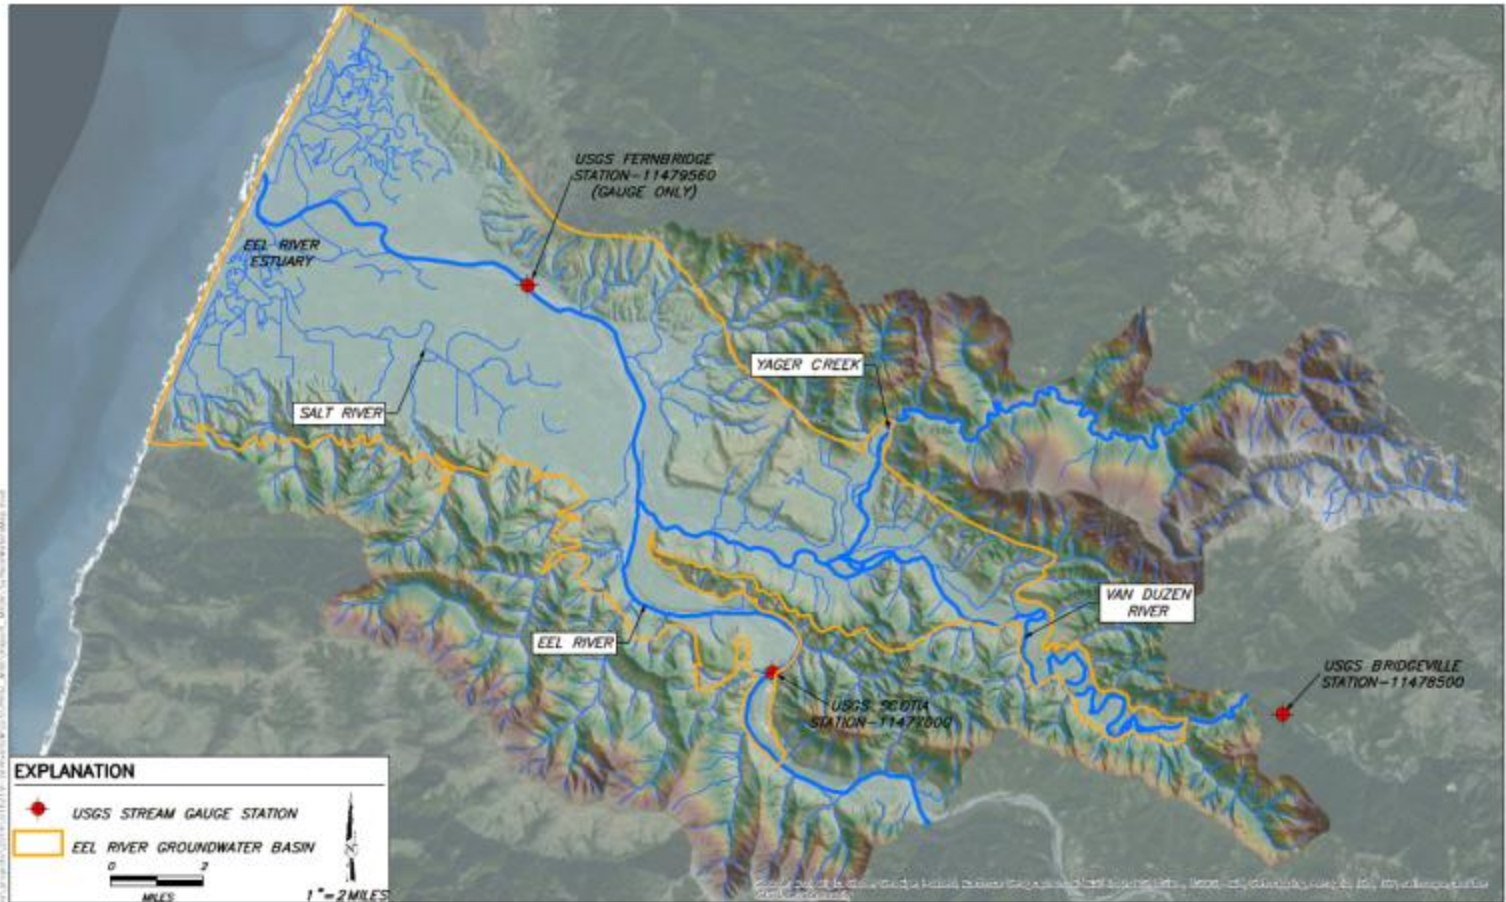 USGS FERNBRIDGE
STATION-11479560
(GAUGE ONLY)
EEL RIVER
ESTUARY
YAGER CREEK
SALT RIVER
VAN DUZEN
RIVER
EEL RIVER
USGS BRIDGEVILLE
STATION-11478500
USGS SCOTIA
STATION-11477000
EXPLANATION
USGS STREAM GAUGE STATION
EEL RIVER GROUNDWATER BASIN
0 2
MILES
1"=2 MILES